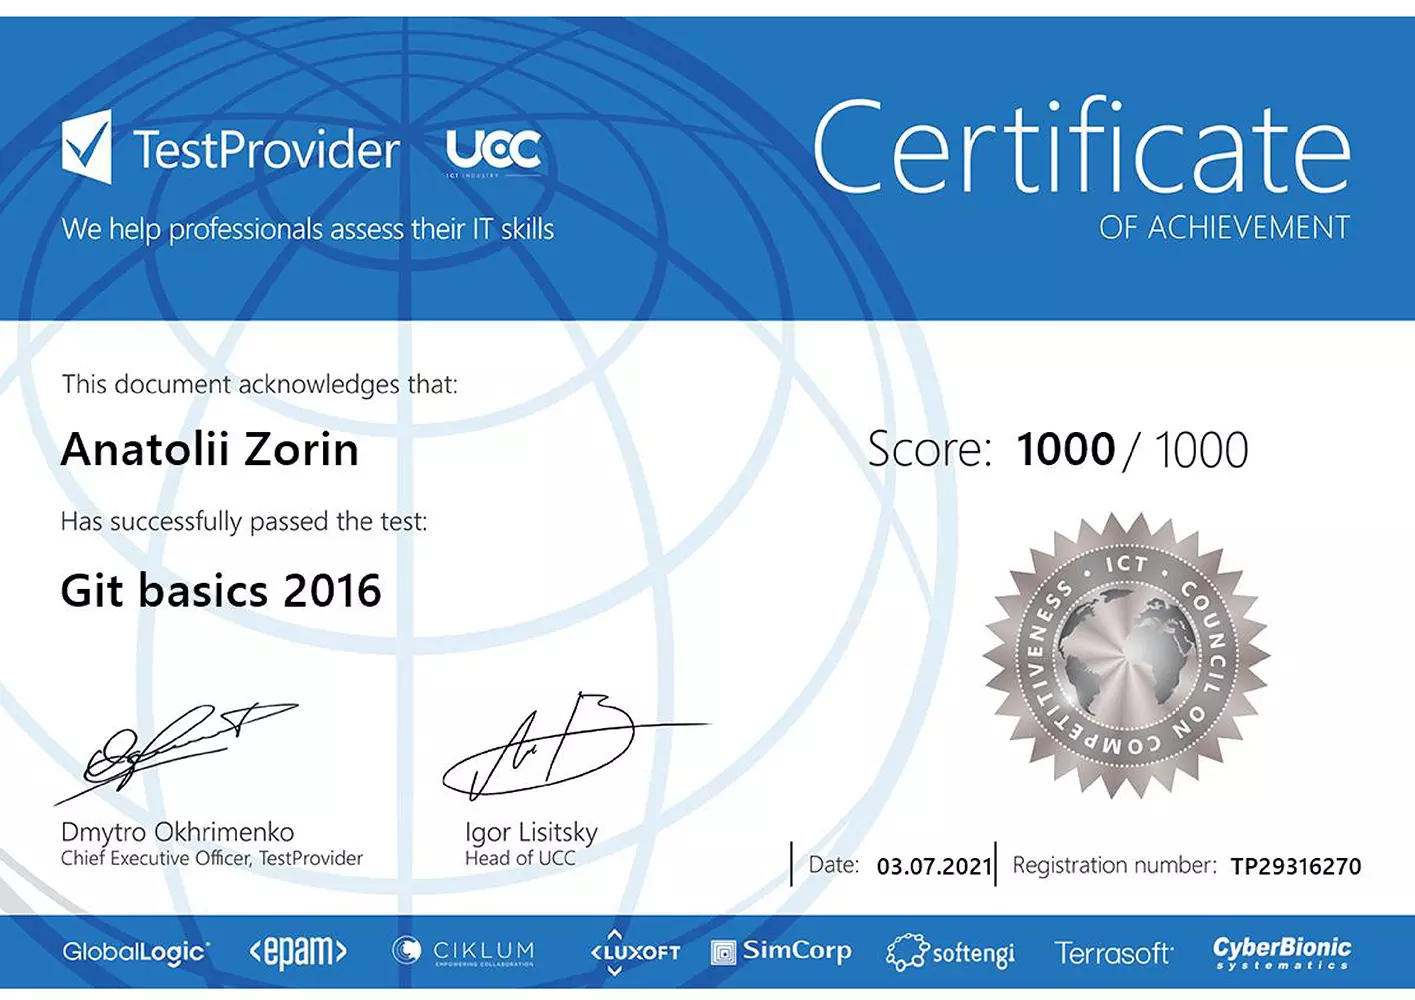 TestProvider
UCC
ICT INDUSTRY
We help professionals assess their IT skills
Certificate
OF ACHIEVEMENT
This document acknowledges that:
Anatolii Zorin
Score: 1000 / 1000
Has successfully passed the test:
Git basics 2016
ICT • COUNCIL ON COMPETITIVENESS •
Dmytro Okhrimenko
Chief Executive Officer, TestProvider
Igor Lisitsky
Head of UCC
Date: 03.07.2021
Registration number: TP29316270
GlobalLogic
<epam>
CIKLUM
EMPOWERING COLLABORATION
<LUXOFT
SimCorp
softengi
Terrasoft
CyberBionic
systematics